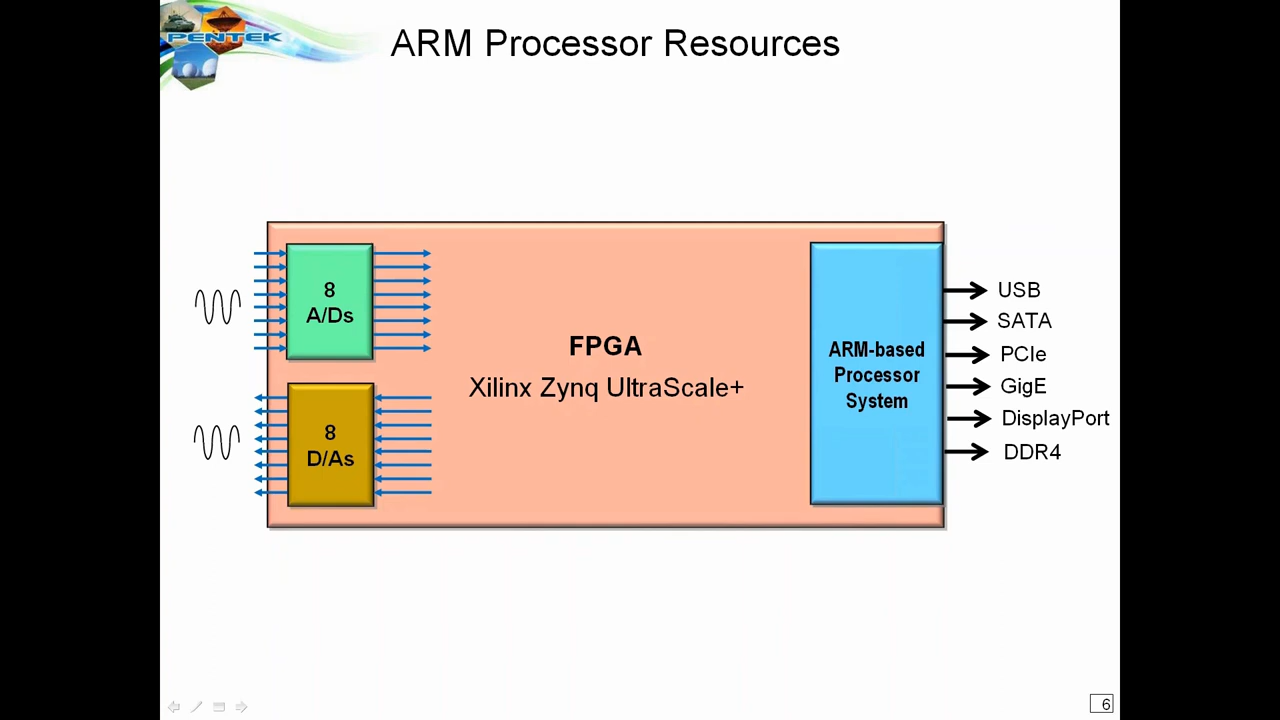 PENTEK
ARM Processor Resources
8
A/Ds
8
D/As
FPGA
Xilinx Zynq UltraScale+
ARM-based
Processor
System
USB
SATA
PCIe
GigE
DisplayPort
DDR4
6